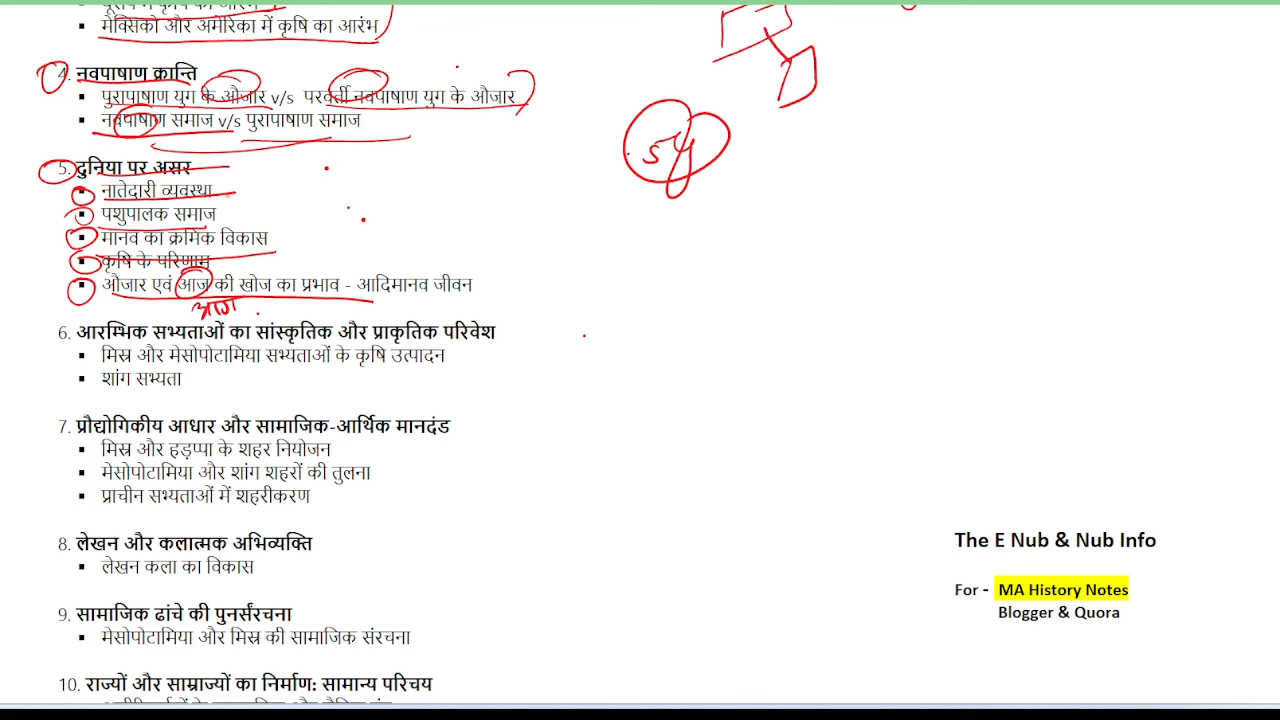 मेक्सिको और अमेरिका में कृषि का आरंभ
4. नवपाषाण क्रान्ति
पुरापाषाण युग के औजार v/s परवर्ती नवपाषाण युग के औजार
नवपाषाण समाज v/s पुरापाषाण समाज
5. दुनिया पर असर
नातेदारी व्यवस्था
पशुपालक समाज
मानव का क्रमिक विकास
कृषि के परिणाम
औजार एवं आज की खोज का प्रभाव - आदिमानव जीवन
आग
6. आरम्भिक सभ्यताओं का सांस्कृतिक और प्राकृतिक परिवेश
मिस्र और मेसोपोटामिया सभ्यताओं के कृषि उत्पादन
शांग सभ्यता
7. प्रौद्योगिकीय आधार और सामाजिक-आर्थिक मानदंड
मिस्र और हड़प्पा के शहर नियोजन
मेसोपोटामिया और शांग शहरों की तुलना
प्राचीन सभ्यताओं में शहरीकरण
8. लेखन और कलात्मक अभिव्यक्ति
लेखन कला का विकास
9. सामाजिक ढांचे की पुनर्संरचना
मेसोपोटामिया और मिस्र की सामाजिक संरचना
10. राज्यों और साम्राज्यों का निर्माण: सामान्य परिचय
The E Nub & Nub Info
For - MA History Notes
Blogger & Quora